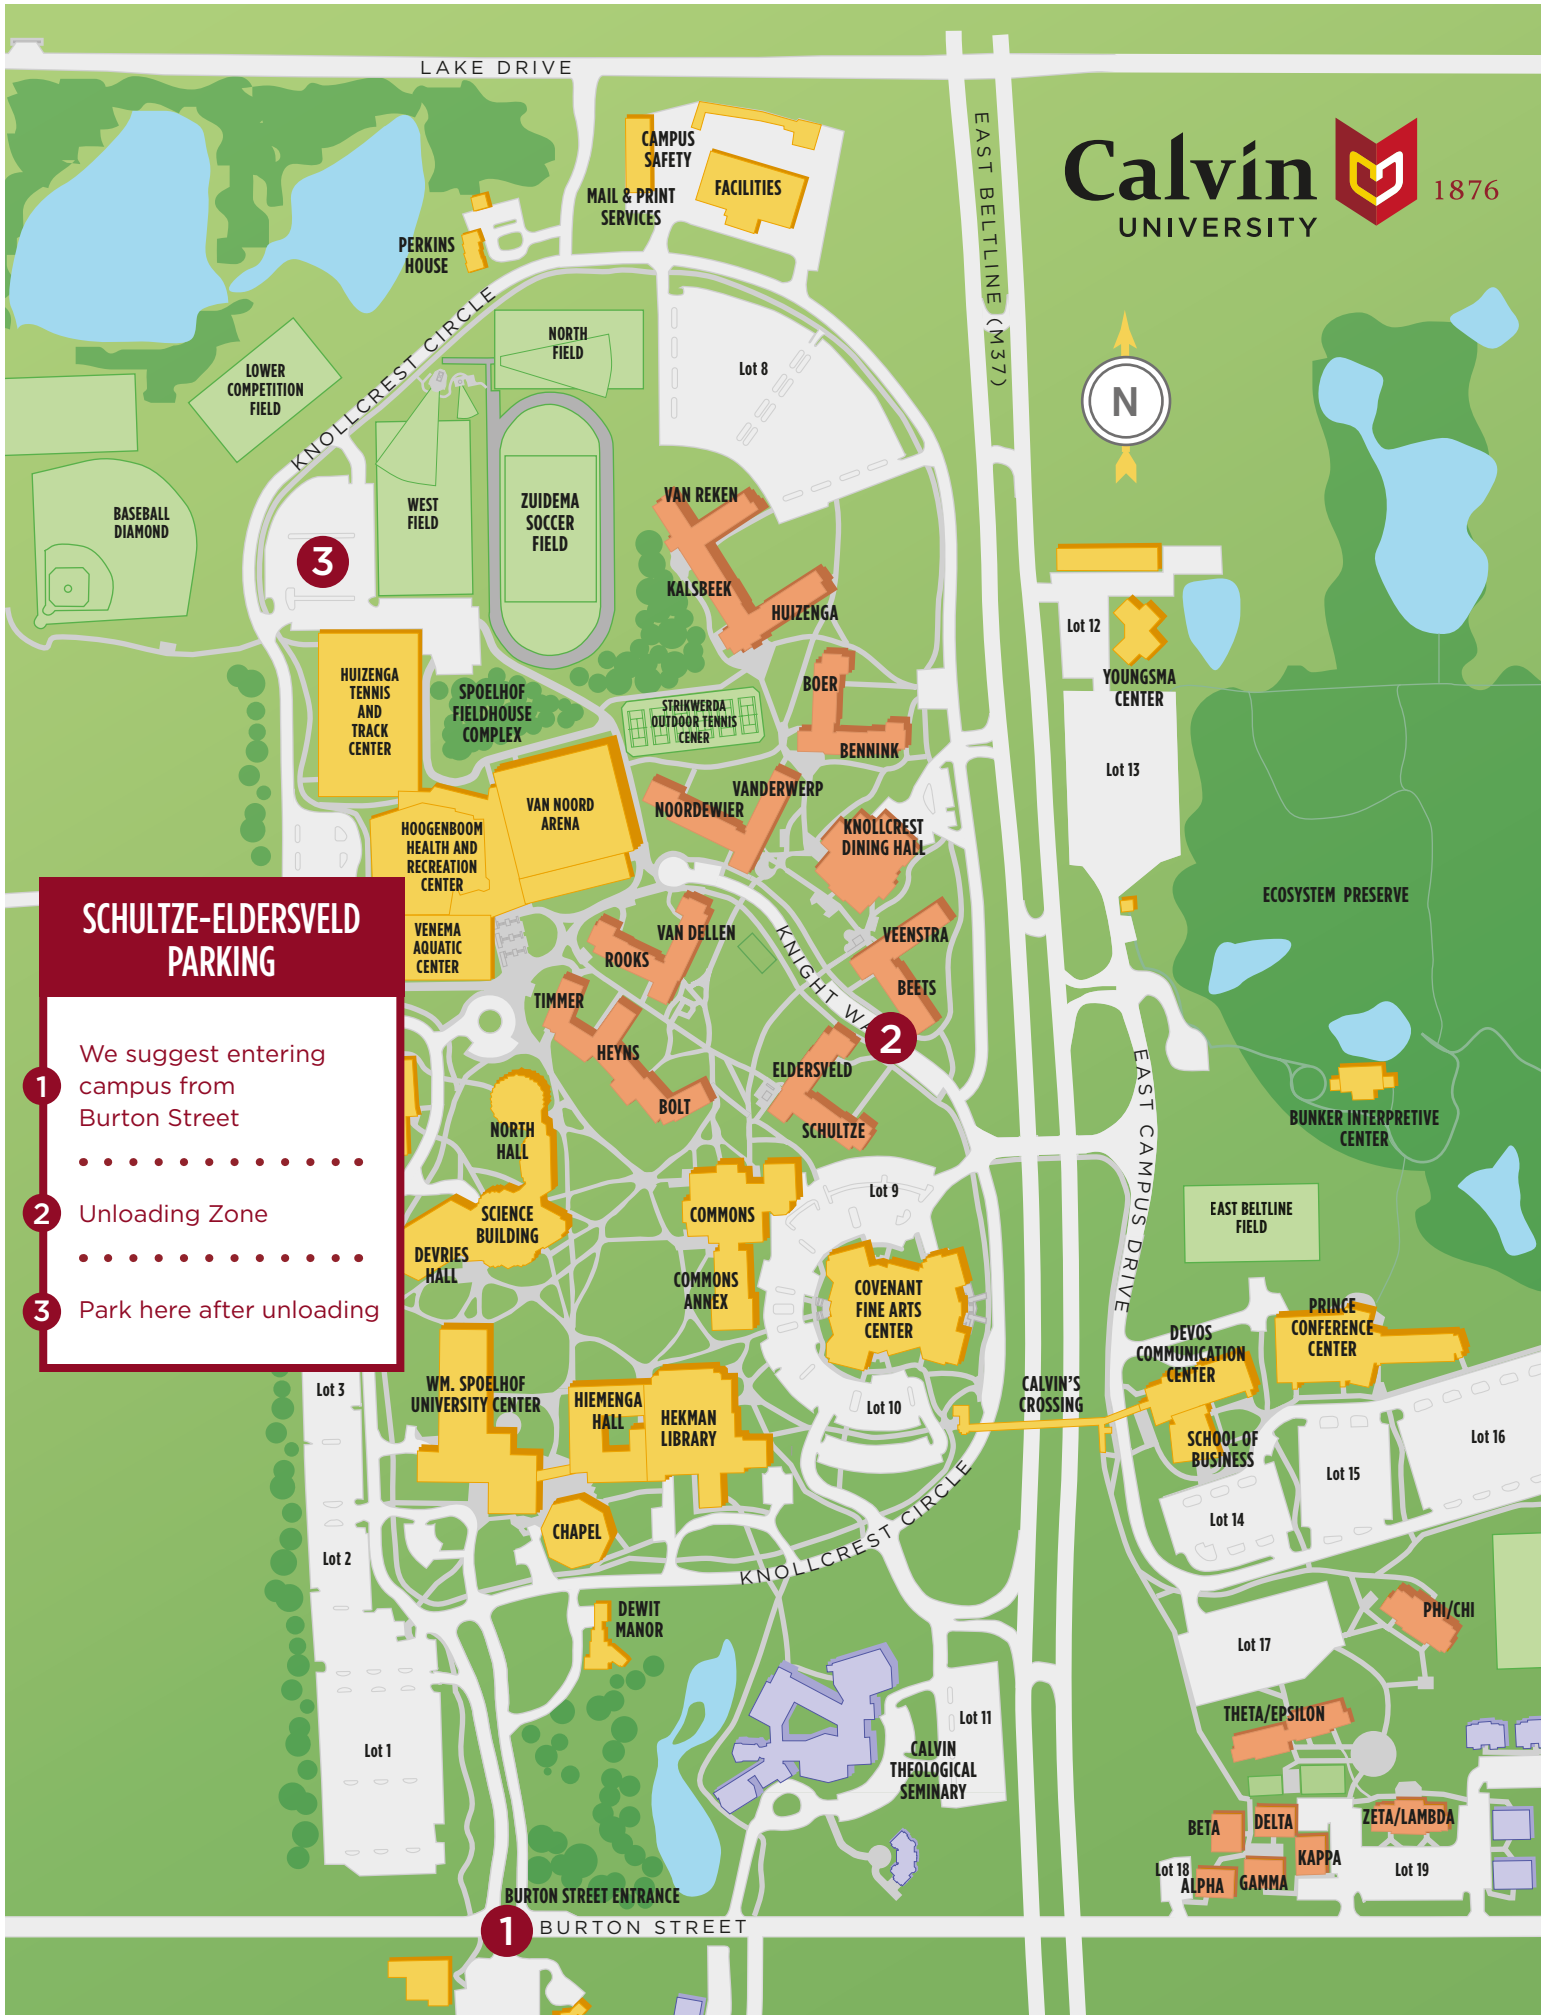 LAKE DRIVE
EAST BELTLINE (M37)
Calvin
UNIVERSITY
1876
CAMPUS
SAFETY
FACILITIES
MAIL & PRINT
SERVICES
PERKINS
HOUSE
KNOLLCREST CIRCLE
NORTH
FIELD
Lot 8
LOWER
COMPETITION
FIELD
N
BASEBALL
DIAMOND
WEST
FIELD
ZUIDEMA
SOCCER
FIELD
VAN REKEN
3
KALSBEEK
HUIZENGA
Lot 12
YOUNGSMA
CENTER
HUIZENGA
TENNIS
AND
TRACK
CENTER
SPOELHOF
FIELDHOUSE
COMPLEX
STRIKWERDA
OUTDOOR TENNIS
CENER
BOER
BENNINK
Lot 13
VAN NOORD
ARENA
NOORDEWIER
VANDERWERP
KNOLLCREST
DINING HALL
HOOGENBOOM
HEALTH AND
RECREATION
CENTER
ECOSYSTEM PRESERVE
SCHULTZE-ELDERSVELD
PARKING
VENEMA
AQUATIC
CENTER
ROOKS
VAN DELLEN
KNIGHT WA
VEENSTRA
BEETS
TIMMER
HEYNS
BOLT
2
ELDERSVELD
SCHULTZE
1
We suggest entering
campus from
Burton Street
2
Unloading Zone
3
Park here after unloading
EAST CAMPUS DRIVE
BUNKER INTERPRETIVE
CENTER
NORTH
HALL
Lot 9
SCIENCE
BUILDING
COMMONS
EAST BELTLINE
FIELD
DEVRIES
HALL
COMMONS
ANNEX
COVENANT
FINE ARTS
CENTER
PRINCE
CONFERENCE
CENTER
DEVOS
COMMUNICATION
CENTER
Lot 3
WM. SPOELHOF
UNIVERSITY CENTER
HIEMENGA
HALL
HEKMAN
LIBRARY
Lot 10
CALVIN'S
CROSSING
SCHOOL OF
BUSINESS
Lot 16
Lot 15
Lot 14
CHAPEL
KNOLLCREST CIRCLE
Lot 2
DEWIT
MANOR
PHI/CHI
Lot 17
Lot 1
Lot 11
CALVIN
THEOLOGICAL
SEMINARY
THETA/EPSILON
BETA
DELTA
ZETA/LAMBDA
KAPPA
Lot 18
ALPHA
GAMMA
Lot 19
BURTON STREET ENTRANCE
1
BURTON STREET